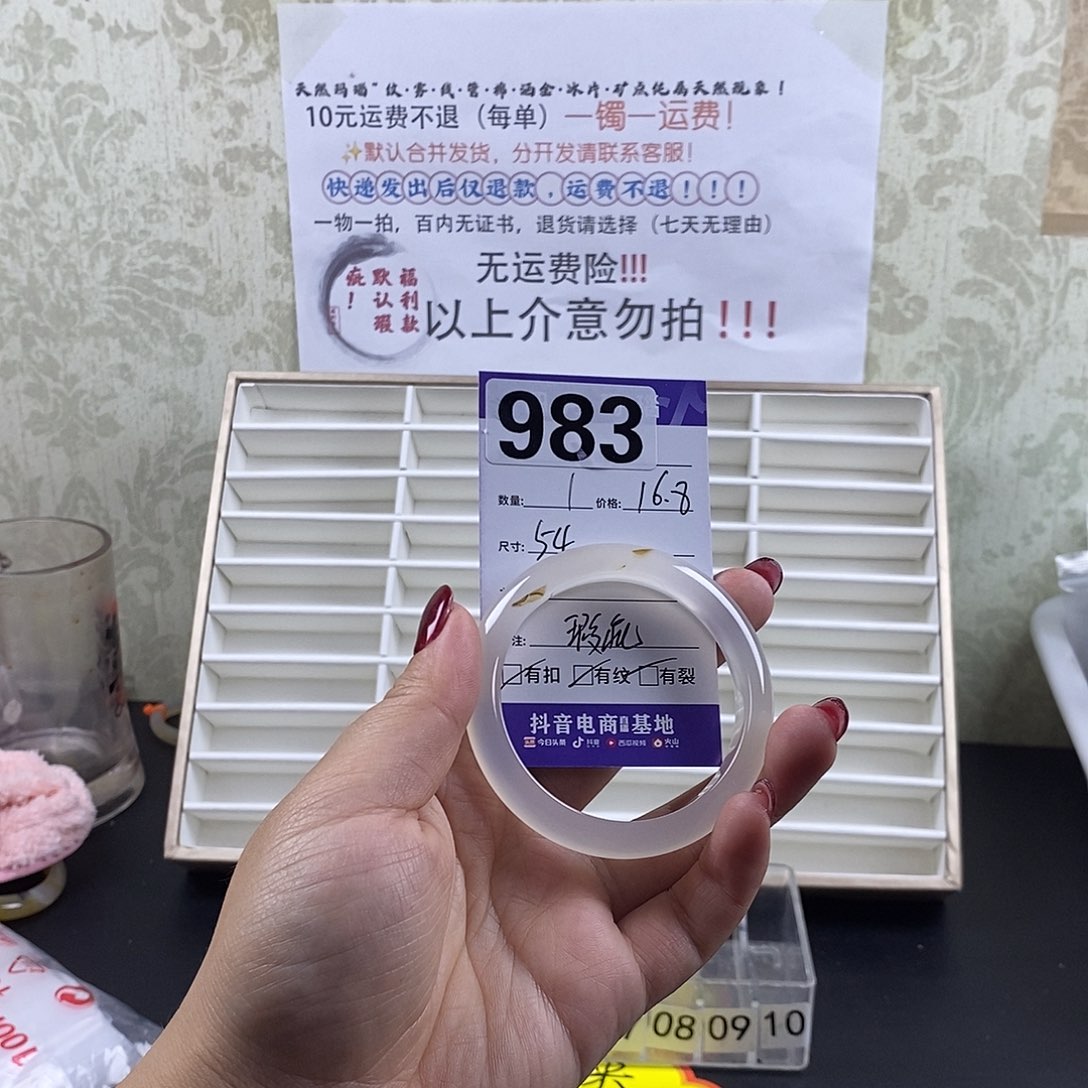 天然玛瑙“纹·雾·线·管·棉·洒金·冰片·矿点纯属天然现象！
10元运费不退（每单）一镯一运费！
✨默认合并发货，分开发请联系客服！
快递发出后仅退款，运费不退！！！
一物一拍，百内无证书，退货请选择（七天无理由）
无运费险!!!
福利款
默认瑕
疵！
以上介意勿拍！！！
983
数量: 1 价格: 16.8
尺寸: 54
注: 瑕疵
有扣 有纹 有裂
抖音电商直播基地
今日头条 抖音 西瓜视频 火山
08 09 10
100